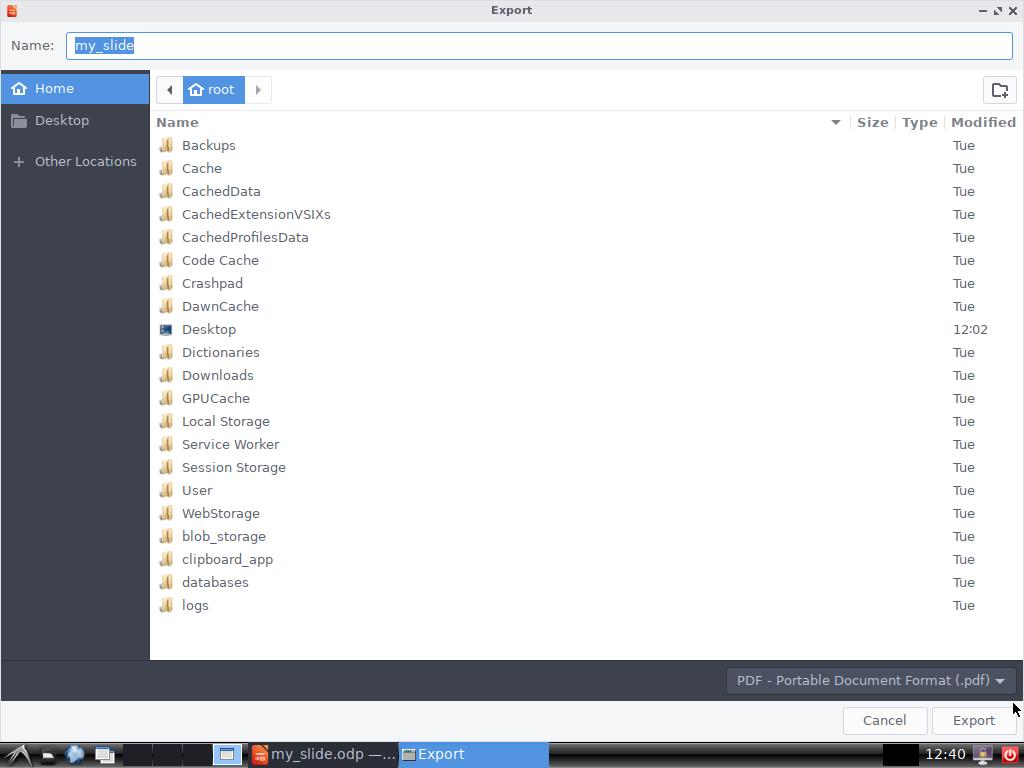 Export
Name: my_slide
Home
Desktop
Other Locations
root
Name Size Type Modified
Backups Tue
Cache Tue
CachedData Tue
CachedExtensionVSIXs Tue
CachedProfilesData Tue
Code Cache Tue
Crashpad Tue
DawnCache Tue
Desktop 12:02
Dictionaries Tue
Downloads Tue
GPUCache Tue
Local Storage Tue
Service Worker Tue
Session Storage Tue
User Tue
WebStorage Tue
blob_storage Tue
clipboard_app Tue
databases Tue
logs Tue
PDF - Portable Document Format (.pdf)
Cancel Export
my_slide.odp —... Export 12:40